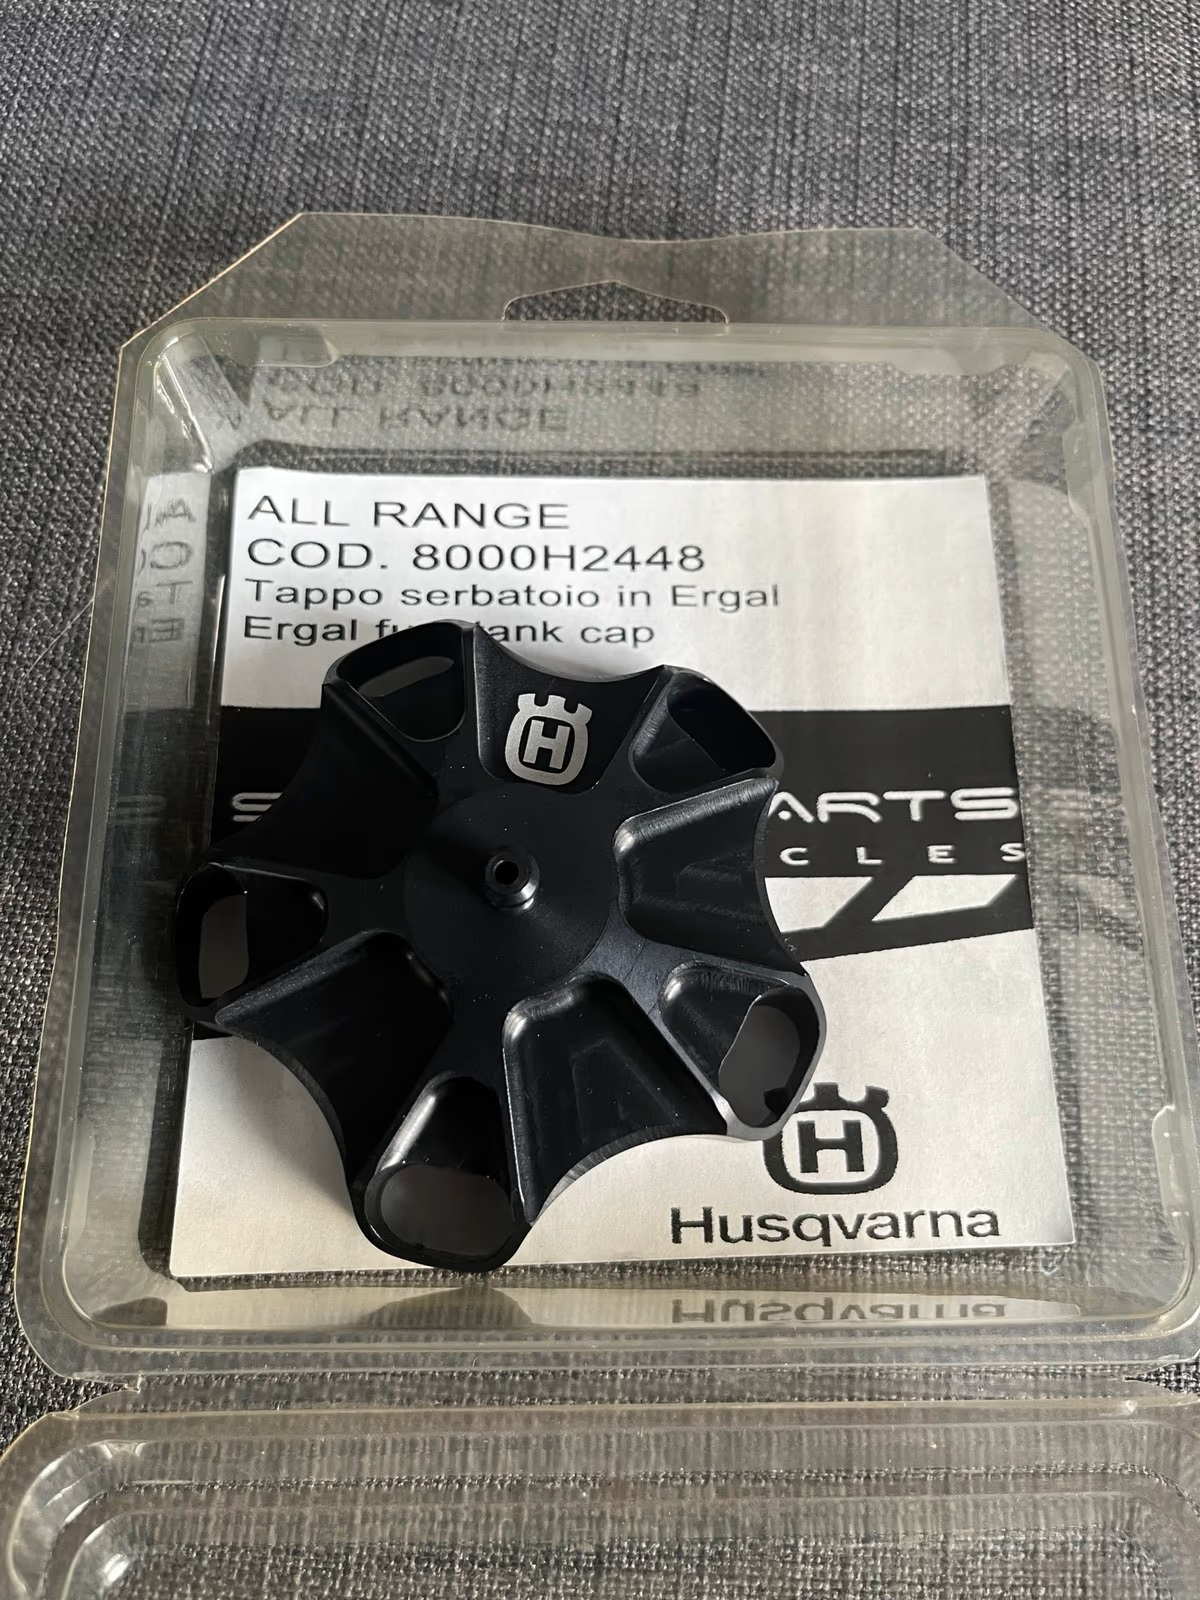 ALL RANGE
COD. 8000H2448
Tappo serbatoio in Ergal
Ergal tank cap
H
H
Husqvarna